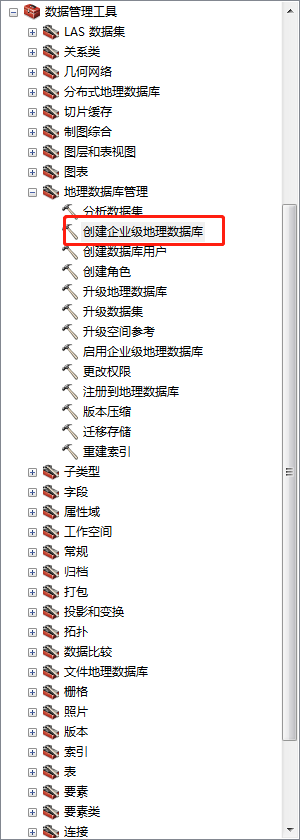 数据管理工具
LAS 数据集
关系类
几何网络
分布式地理数据库
切片缓存
制图综合
图层和表视图
图表
地理数据库管理
分析数据集
创建企业级地理数据库
创建数据库用户
创建角色
升级地理数据库
升级数据集
升级空间参考
启用企业级地理数据库
更改权限
注册到地理数据库
版本压缩
迁移存储
重建索引
子类型
字段
属性域
工作空间
常规
归档
打包
投影和变换
拓扑
数据比较
文件地理数据库
栅格
照片
版本
索引
表
要素
要素类
连接